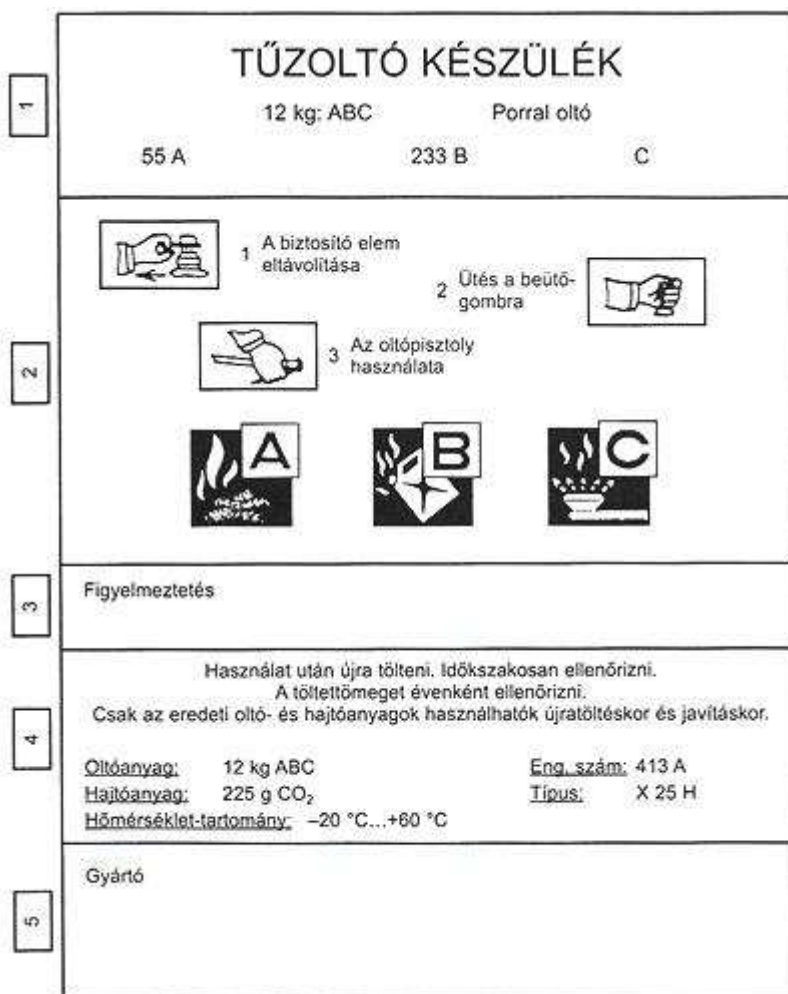 1
TŰZOLTÓ KÉSZÜLÉK
12 kg: ABC Porral oltó
55 A 233 B C
2
1 A biztosító elem
eltávolítása
2 Ütés a beütő-
gombra
3 Az oltópisztoly
használata
A B C
3
Figyelmeztetés
4
Használat után újra tölteni. Időkszakosan ellenőrizni.
A töltettömeget évenként ellenőrizni.
Csak az eredeti oltó- és hajtóanyagok használhatók újratöltéskor és javításkor.
Oltóanyag: 12 kg ABC Eng. szám: 413 A
Hajtóanyag: 225 g CO₂ Típus: X 25 H
Hőmérséklet-tartomány: –20 °C...+60 °C
5
Gyártó